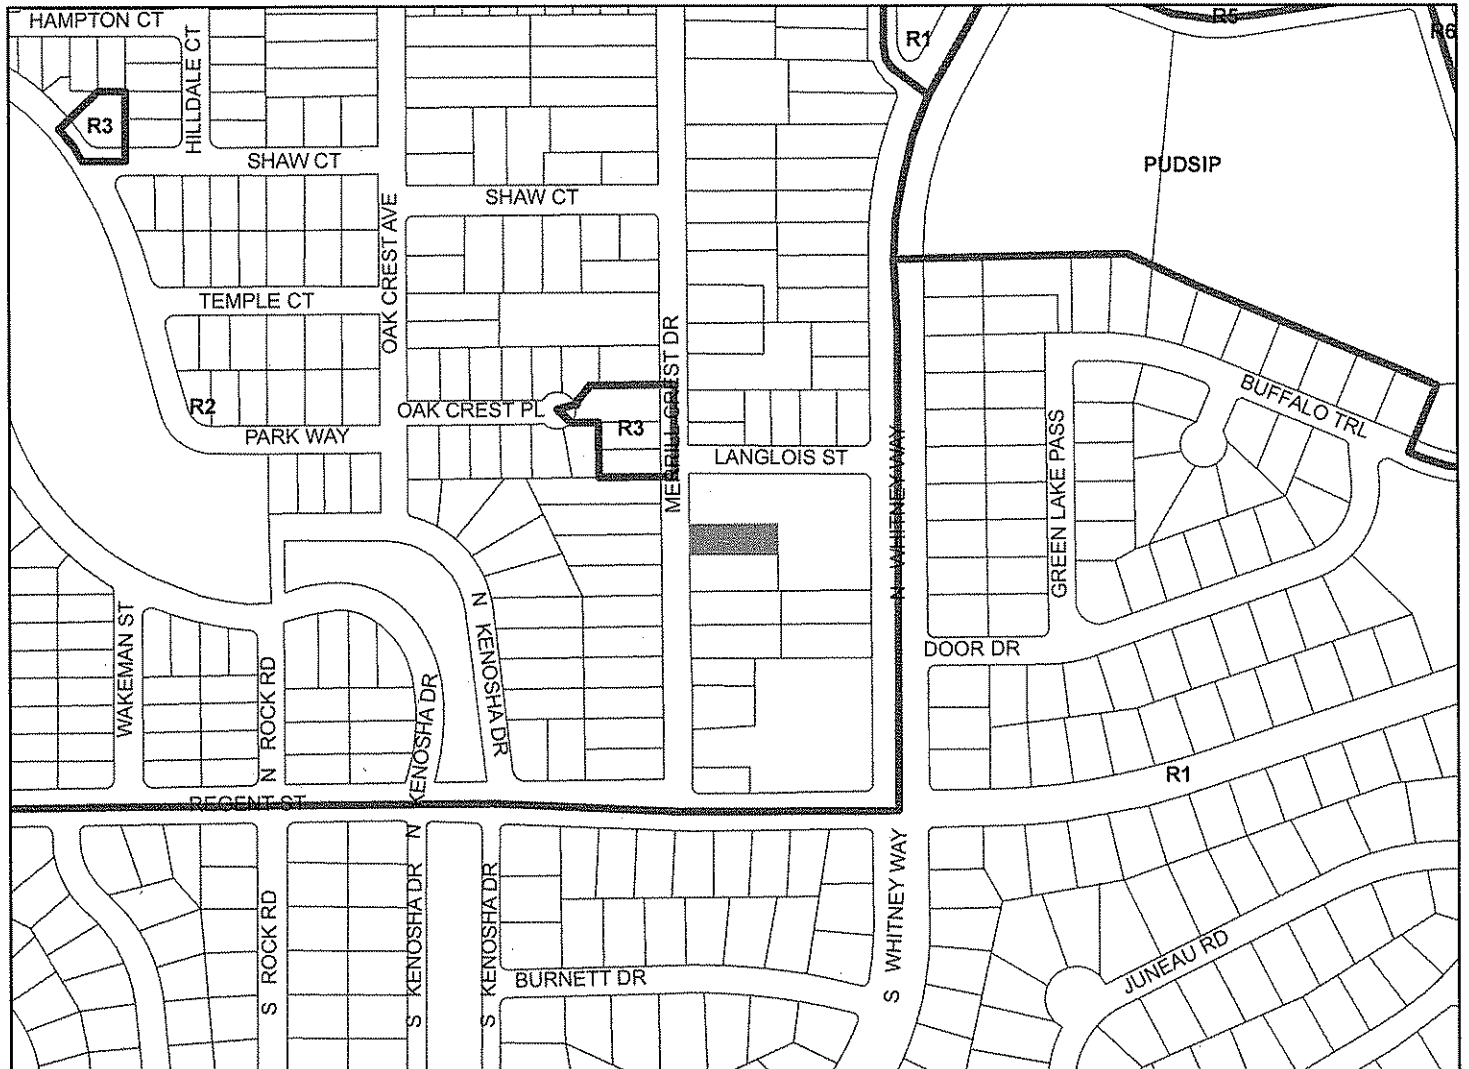 HAMPTON CT
HILLDALE CT
R3
SHAW CT
SHAW CT
OAK CREST AVE
TEMPLE CT
R2
PARK WAY
OAK CREST PL
R3
MERRILL CREST DR
LANGLOIS ST
R1
R5
R6
PUDSIP
N WHITNEY WAY
GREEN LAKE PASS
BUFFALO TRL
DOOR DR
WAKEMAN ST
N ROCK RD
N KENOSHA DR
N KENOSHA DR
REGENT ST
R1
S ROCK RD
S KENOSHA DR
S KENOSHA DR
BURNETT DR
S WHITNEY WAY
JUNEAU RD